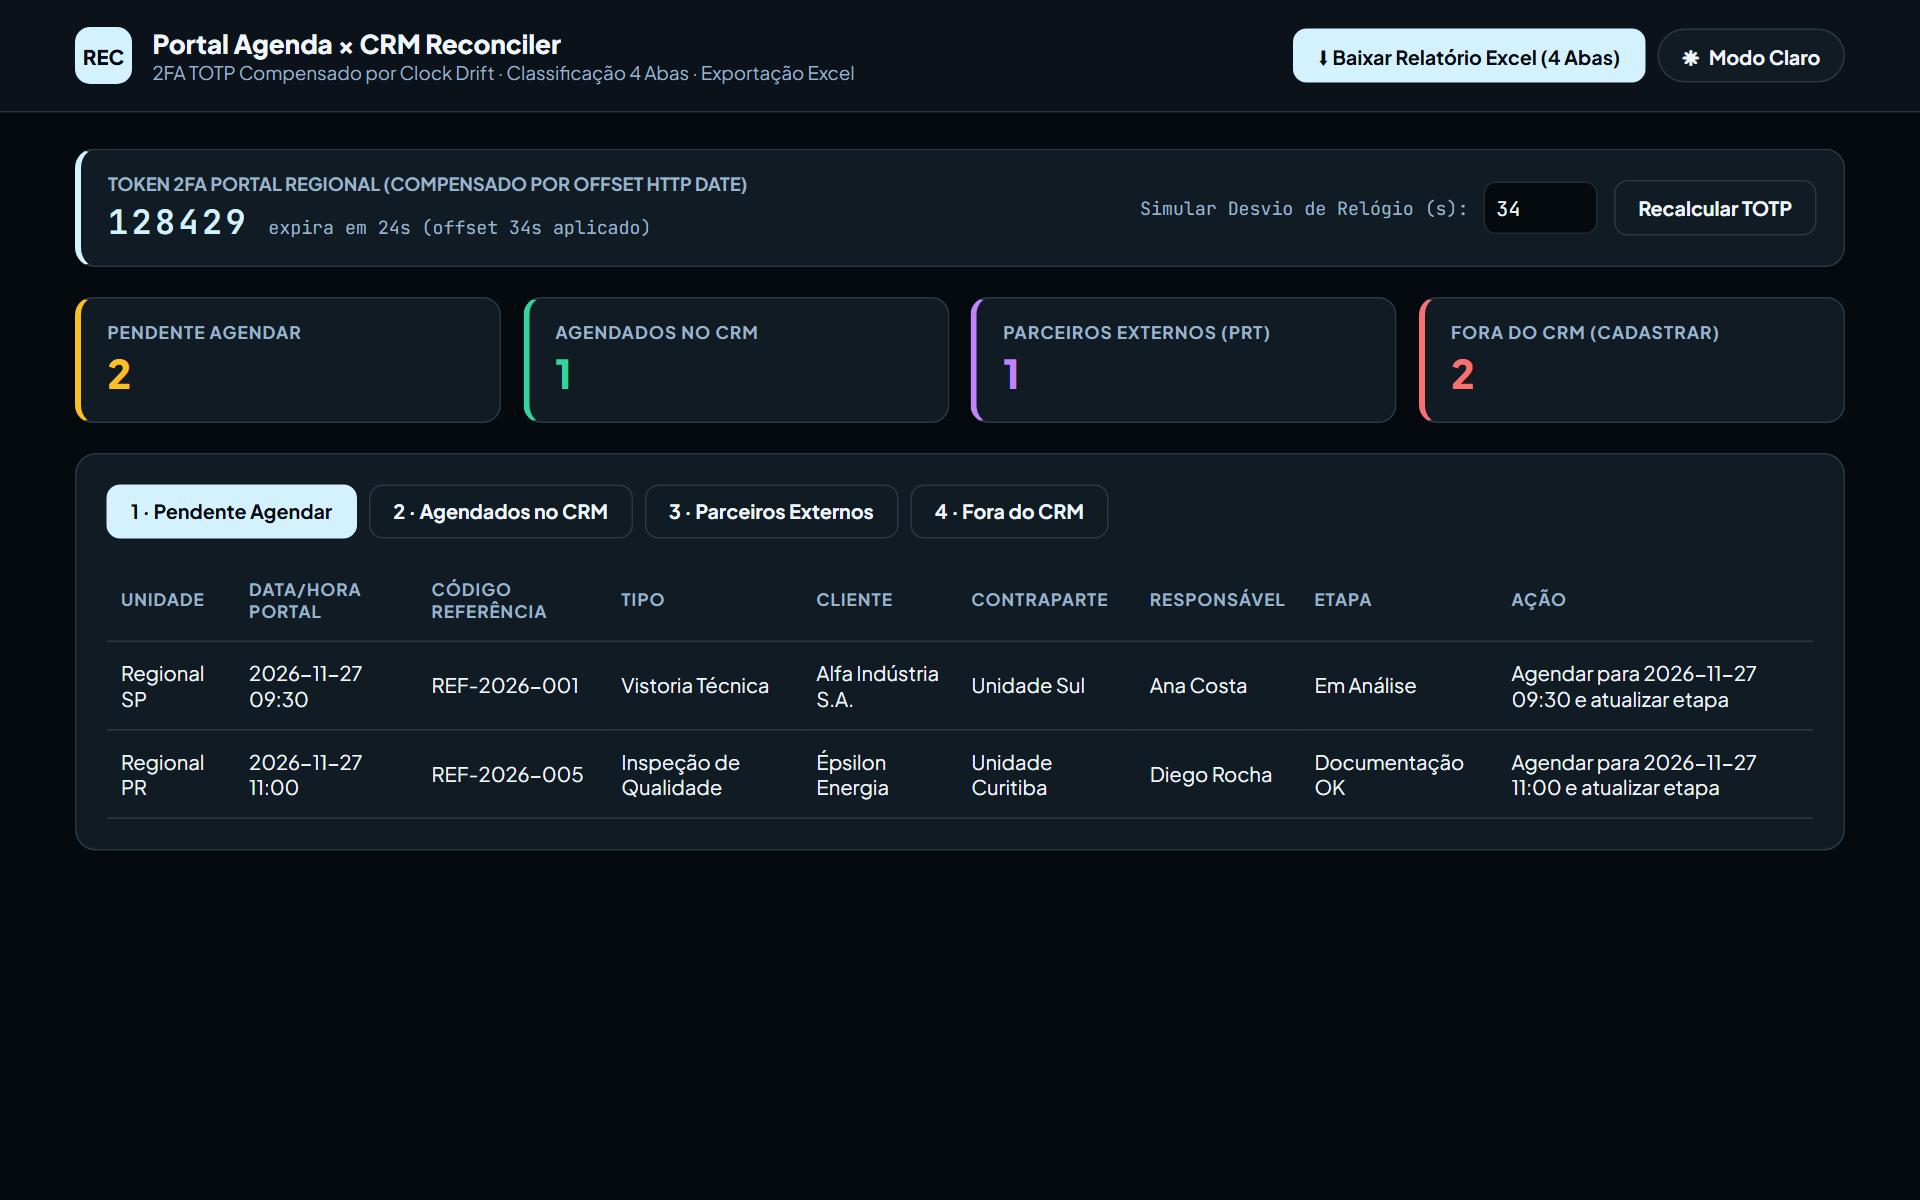 REC
Portal Agenda × CRM Reconciler
2FA TOTP Compensado por Clock Drift · Classificação 4 Abas · Exportação Excel
⬇ Baixar Relatório Excel (4 Abas)
Modo Claro
TOKEN 2FA PORTAL REGIONAL (COMPENSADO POR OFFSET HTTP DATE)
128429 expira em 24s (offset 34s aplicado)
Simular Desvio de Relógio (s): 34
Recalcular TOTP
PENDENTE AGENDAR
2
AGENDADOS NO CRM
1
PARCEIROS EXTERNOS (PRT)
1
FORA DO CRM (CADASTRAR)
2
1 · Pendente Agendar
2 · Agendados no CRM
3 · Parceiros Externos
4 · Fora do CRM
UNIDADE
DATA/HORA
PORTAL
CÓDIGO
REFERÊNCIA
TIPO
CLIENTE
CONTRAPARTE
RESPONSÁVEL
ETAPA
AÇÃO
Regional
SP
2026-11-27
09:30
REF-2026-001
Vistoria Técnica
Alfa Indústria
S.A.
Unidade Sul
Ana Costa
Em Análise
Agendar para 2026-11-27
09:30 e atualizar etapa
Regional
PR
2026-11-27
11:00
REF-2026-005
Inspeção de
Qualidade
Épsilon
Energia
Unidade
Curitiba
Diego Rocha
Documentação
OK
Agendar para 2026-11-27
11:00 e atualizar etapa